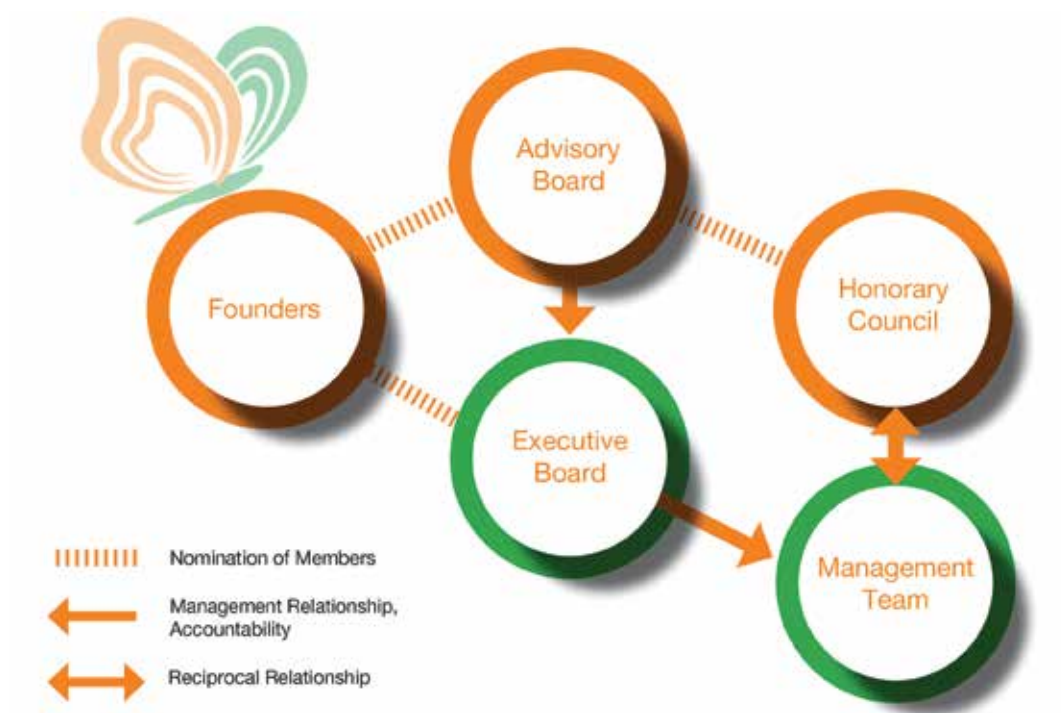 Advisory
Board
Founders
Honorary
Council
Executive
Board
Management
Team
Nomination of Members
Management Relationship,
Accountability
Reciprocal Relationship